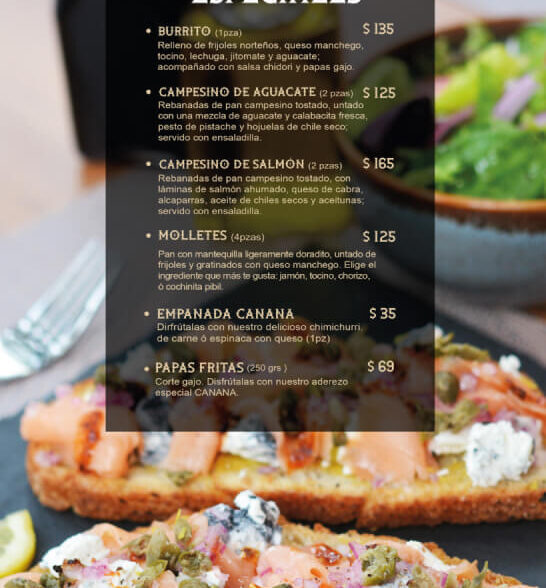 ESPECIALES
• BURRITO (1pza) $ 135
Relleno de frijoles norteños, queso manchego,
tocino, lechuga, jitomate y aguacate;
acompañado con salsa chidori y papas gajo.
• CAMPESINO DE AGUACATE (2 pzas) $ 125
Rebanadas de pan campesino tostado, untado
con una mezcla de aguacate y calabacita fresca,
pesto de pistache y hojuelas de chile seco;
servido con ensaladilla.
• CAMPESINO DE SALMÓN (2 pzas) $ 165
Rebanadas de pan campesino tostado, con
láminas de salmón ahumado, queso de cabra,
alcaparras, aceite de chiles secos y aceitunas;
servido con ensaladilla.
• MOLLETES (4pzas) $ 125
Pan con mantequilla ligeramente doradito, untado de
frijoles y gratinados con queso manchego. Elige el
ingrediente que más te gusta: jamón, tocino, chorizo,
ó cochinita pibil.
• EMPANADA CANANA $ 35
Dirfrútalas con nuestro delicioso chimichurri.
de carne ó espinaca con queso (1pz)
• PAPAS FRITAS (250 grs ) $ 69
Corte gajo. Disfrútalas con nuestro aderezo
especial CANANA.